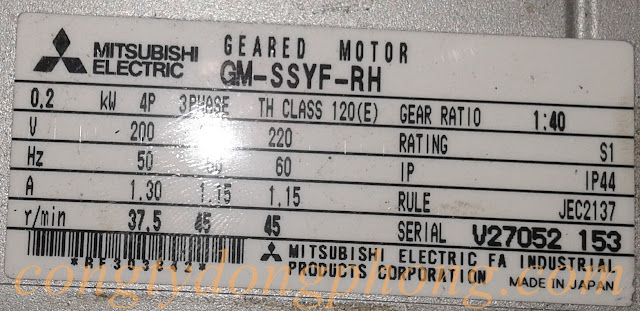 MITSUBISHI ELECTRIC
GEARED MOTOR
GM-SSYF-RH
0.2 kW 4P 3PHASE TH CLASS 120(E) GEAR RATIO 1:40
V 200 220 RATING S1
Hz 50 60 IP IP44
A 1.30 1.15 1.15 RULE JEC2137
r/min 37.5 45 45 SERIAL V27052 153
MITSUBISHI ELECTRIC FA INDUSTRIAL
PRODUCTS CORPORATION MADE IN JAPAN
congtydongphong.com